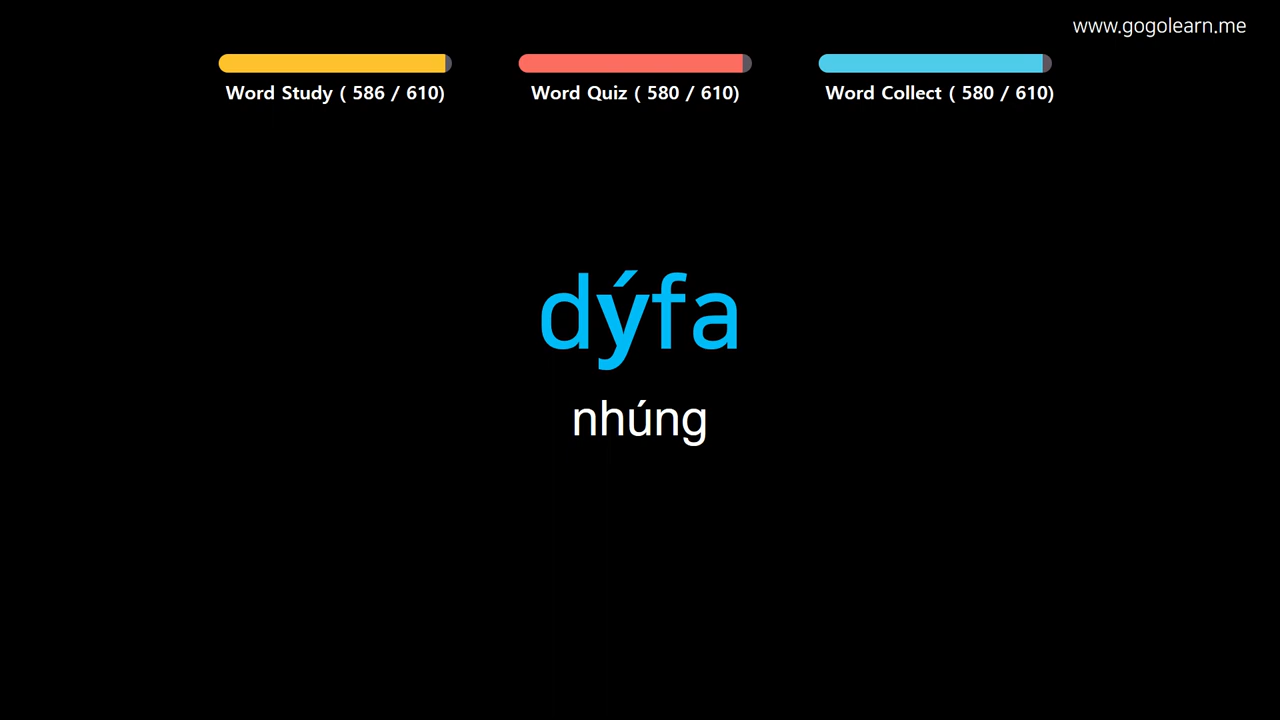 www.gogolearn.me
Word Study ( 586 / 610)
Word Quiz ( 580 / 610)
Word Collect ( 580 / 610)
dýfa
nhúng